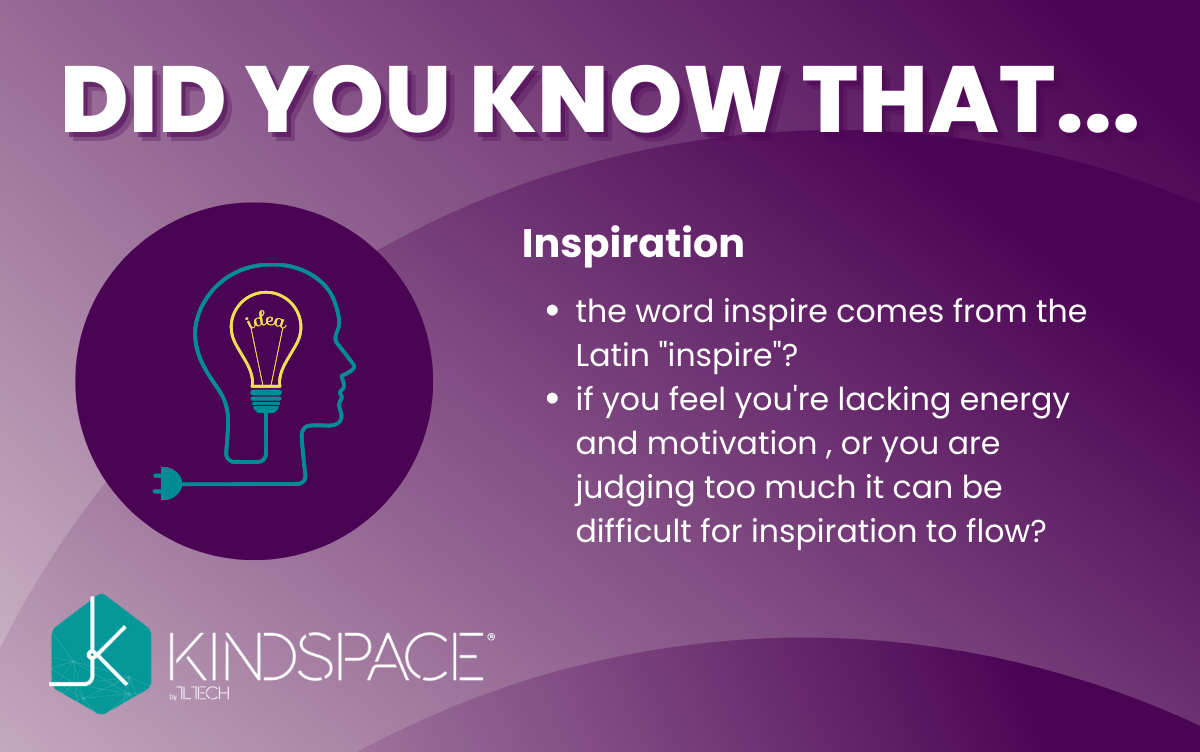 DID YOU KNOW THAT...
idea
Inspiration
• the word inspire comes from the
Latin "inspire"?
• if you feel you're lacking energy
and motivation , or you are
judging too much it can be
difficult for inspiration to flow?
KINDSPACE®
by TLTECH